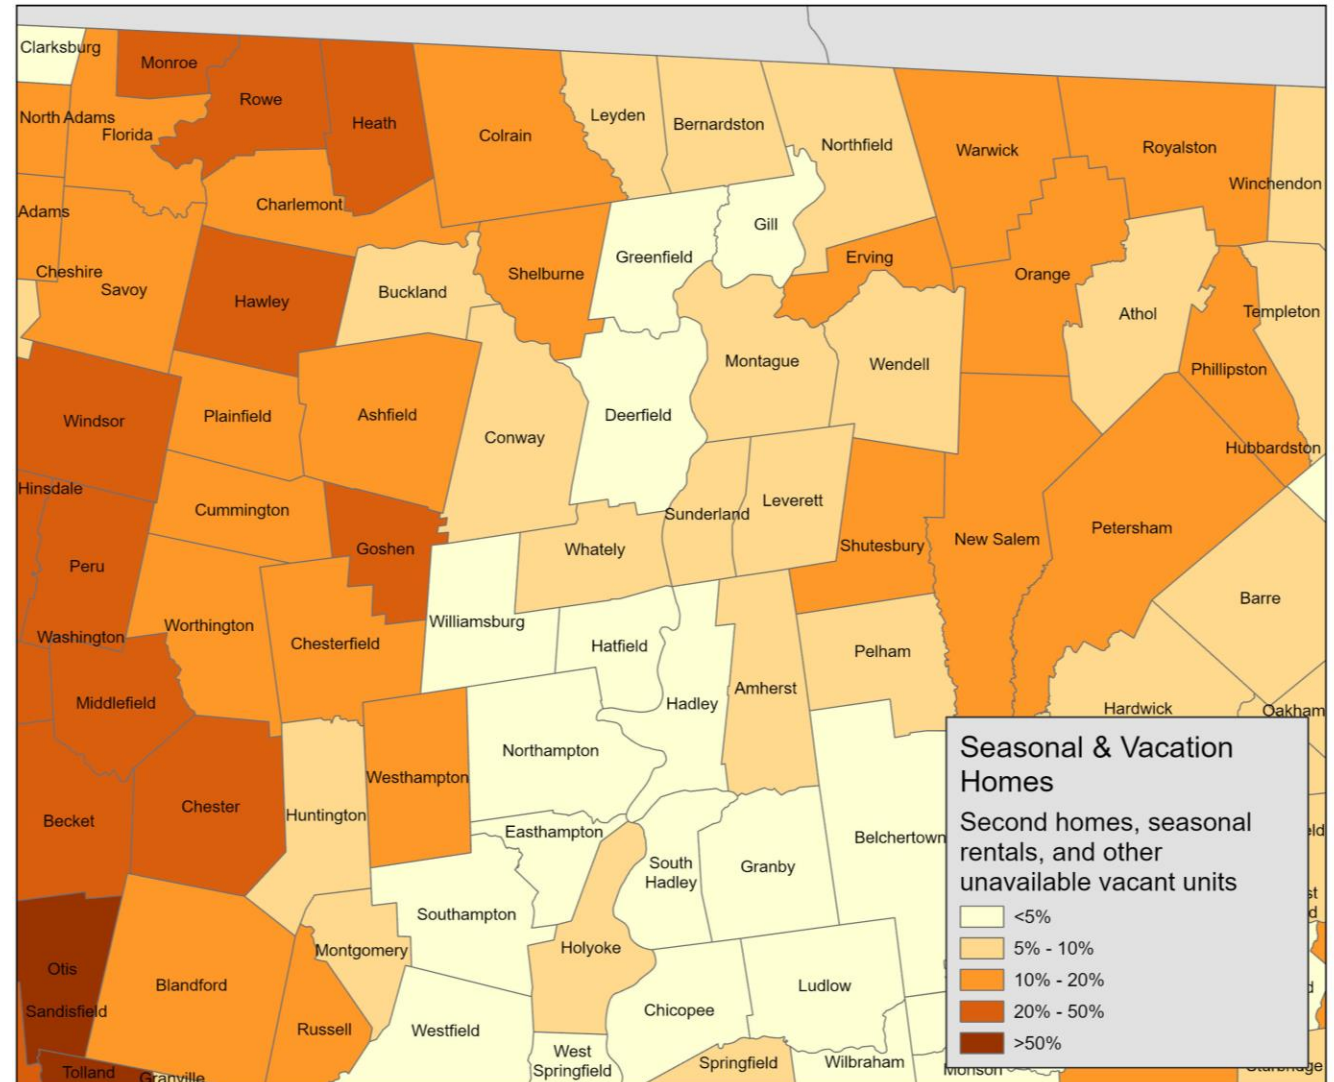 Clarksburg
Monroe
Rowe
Heath
Colrain
Leyden
Bernardston
Northfield
Warwick
Royalston
Winchendon
North Adams
Florida
Charlemont
Adams
Gill
Greenfield
Erving
Shelburne
Orange
Cheshire
Savoy
Hawley
Buckland
Athol
Templeton
Montague
Wendell
Phillipston
Windsor
Plainfield
Ashfield
Conway
Deerfield
Hubbardston
Hinsdale
Cummington
Sunderland
Leverett
Goshen
Whately
Shutesbury
New Salem
Petersham
Peru
Barre
Washington
Worthington
Chesterfield
Williamsburg
Hatfield
Pelham
Middlefield
Hadley
Amherst
Hardwick
Oakham
Northampton
Westhampton
Chester
Huntington
Becket
Easthampton
South
Hadley
Granby
Belchertown
Southampton
Holyoke
Montgomery
Otis
Blandford
Ludlow
Sandisfield
Russell
Westfield
Chicopee
West
Springfield
Springfield
Wilbraham
Monson
Sturbridge
Tolland
Granville
Seasonal & Vacation
Homes
Second homes, seasonal
rentals, and other
unavailable vacant units
<5%
5% - 10%
10% - 20%
20% - 50%
>50%